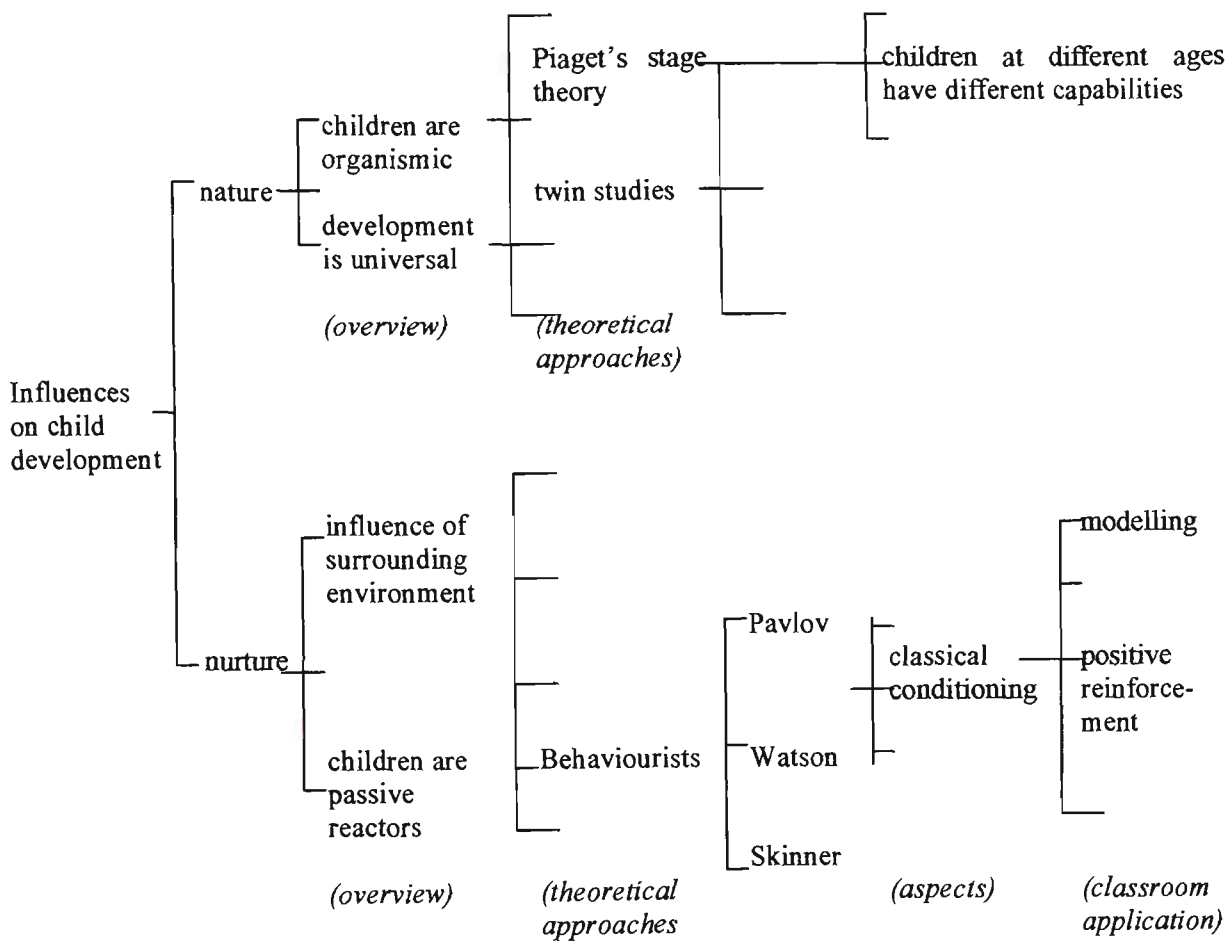 Piaget's stage
theory
children at different ages
have different capabilities
children are
organismic
nature
twin studies
development
is universal
(overview)
(theoretical
approaches)
Influences
on child
development
influence of
surrounding
environment
nurture
children are
passive
reactors
(overview)
Behaviourists
(theoretical
approaches
Pavlov
Watson
Skinner
classical
conditioning
(aspects)
modelling
positive
reinforce-
ment
(classroom
application)